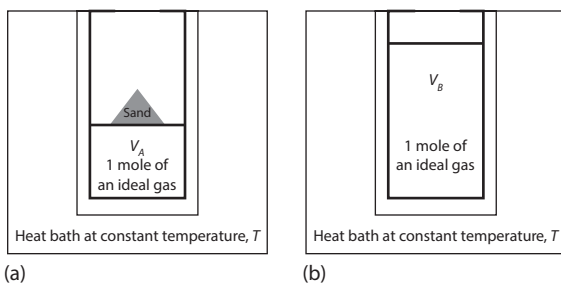 Sand
V_A
1 mole of
an ideal gas
Heat bath at constant temperature, T
(a)
V_B
1 mole of
an ideal gas
Heat bath at constant temperature, T
(b)